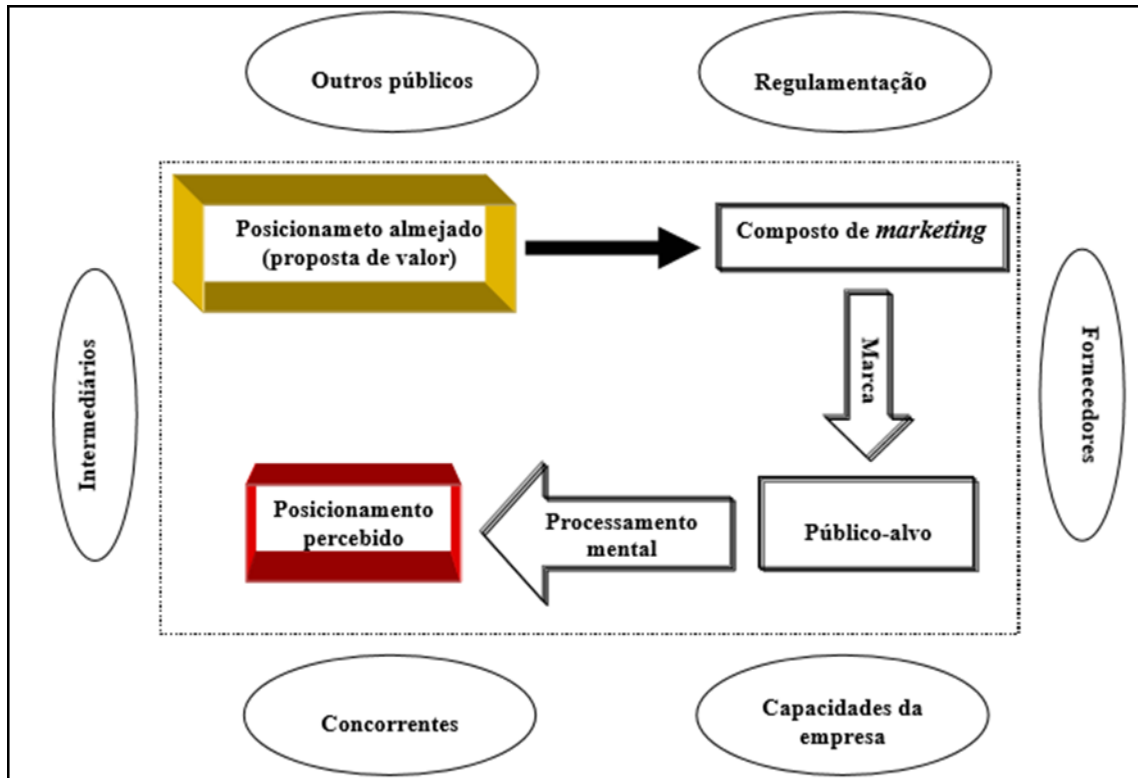 Outros públicos
Regulamentação
Posicionameto almejado
(proposta de valor)
Composto de marketing
Intermediários
Marca
Fornecedores
Posicionamento
percebido
Processamento
mental
Público-alvo
Concorrentes
Capacidades da
empresa